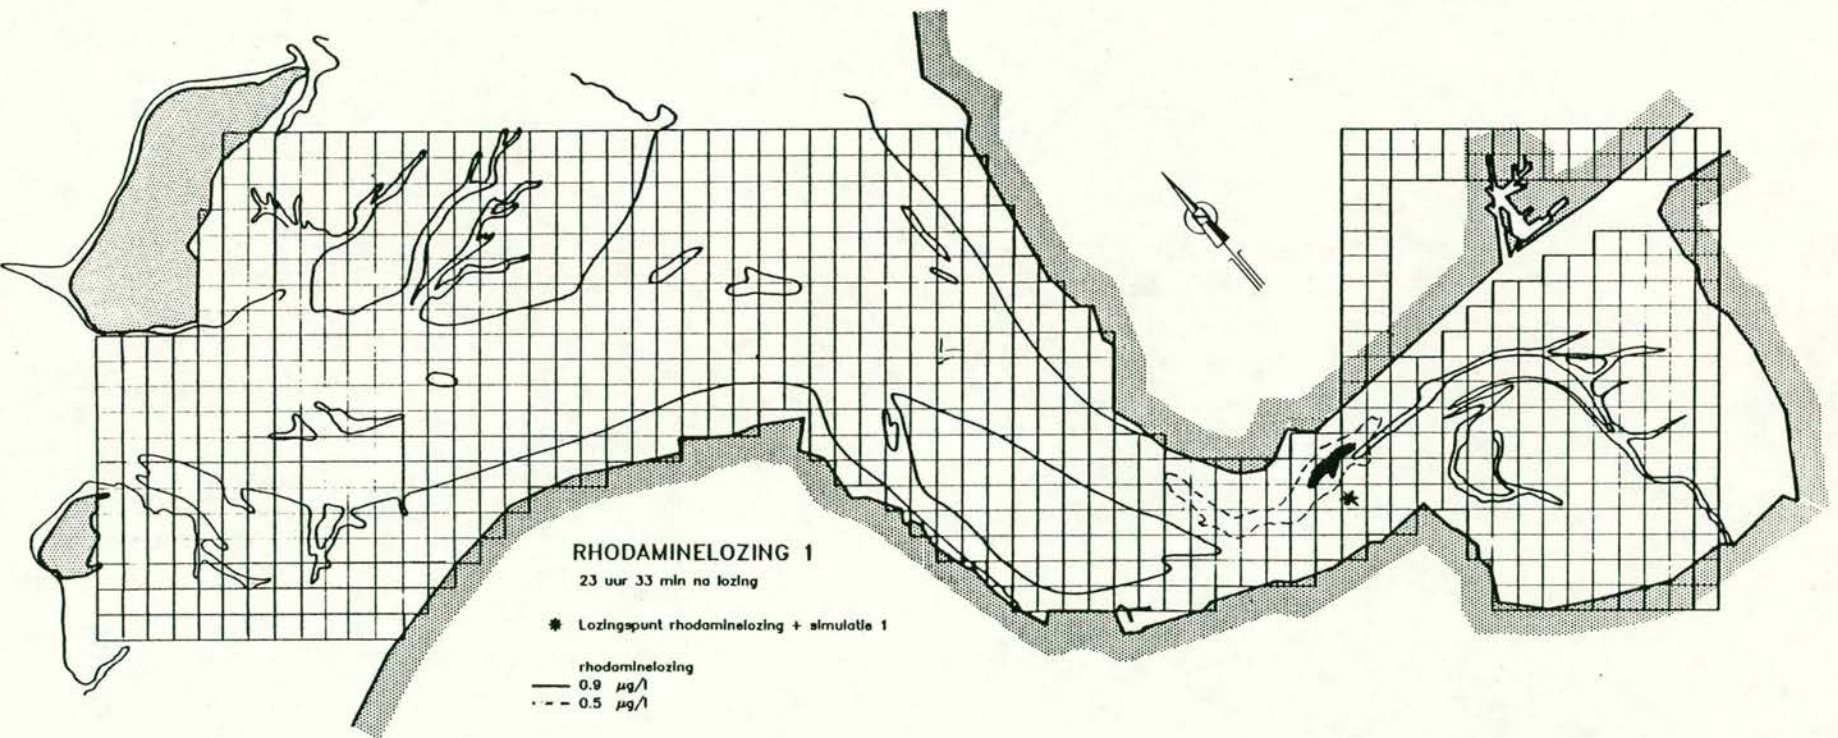 RHODAMINELOZING 1
23 uur 33 min na lozing
* Lozingspunt rhodaminelozing + simulatie 1
rhodaminelozing
0.9 µg/l
0.5 µg/l